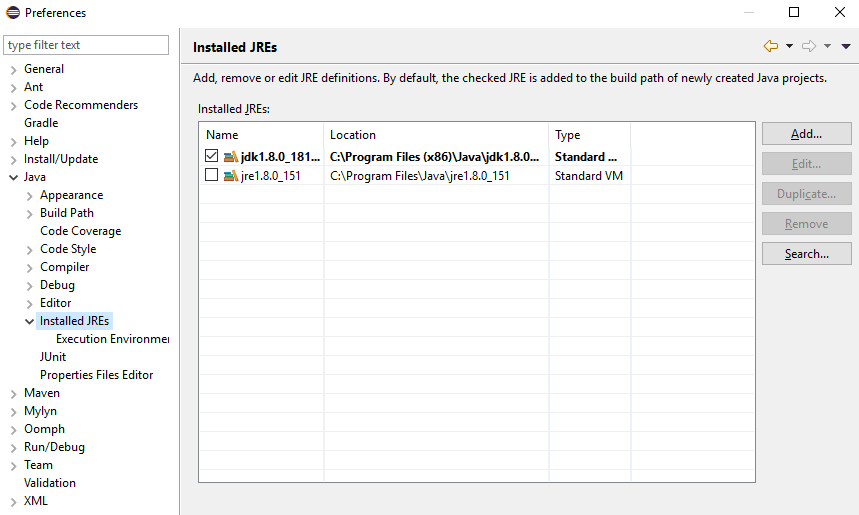 Preferences
type filter text
General
Ant
Code Recommenders
Gradle
Help
Install/Update
Java
Appearance
Build Path
Code Coverage
Code Style
Compiler
Debug
Editor
Installed JREs
Execution Environmer
JUnit
Properties Files Editor
Maven
Mylyn
Oomph
Run/Debug
Team
Validation
XML
Installed JREs
Add, remove or edit JRE definitions. By default, the checked JRE is added to the build path of newly created Java projects.
Installed JREs:
Name Location Type
jdk1.8.0_181... C:\Program Files (x86)\Java\jdk1.8.0... Standard ...
jre1.8.0_151 C:\Program Files\Java\jre1.8.0_151 Standard VM
Add...
Edit...
Duplicate...
Remove
Search...